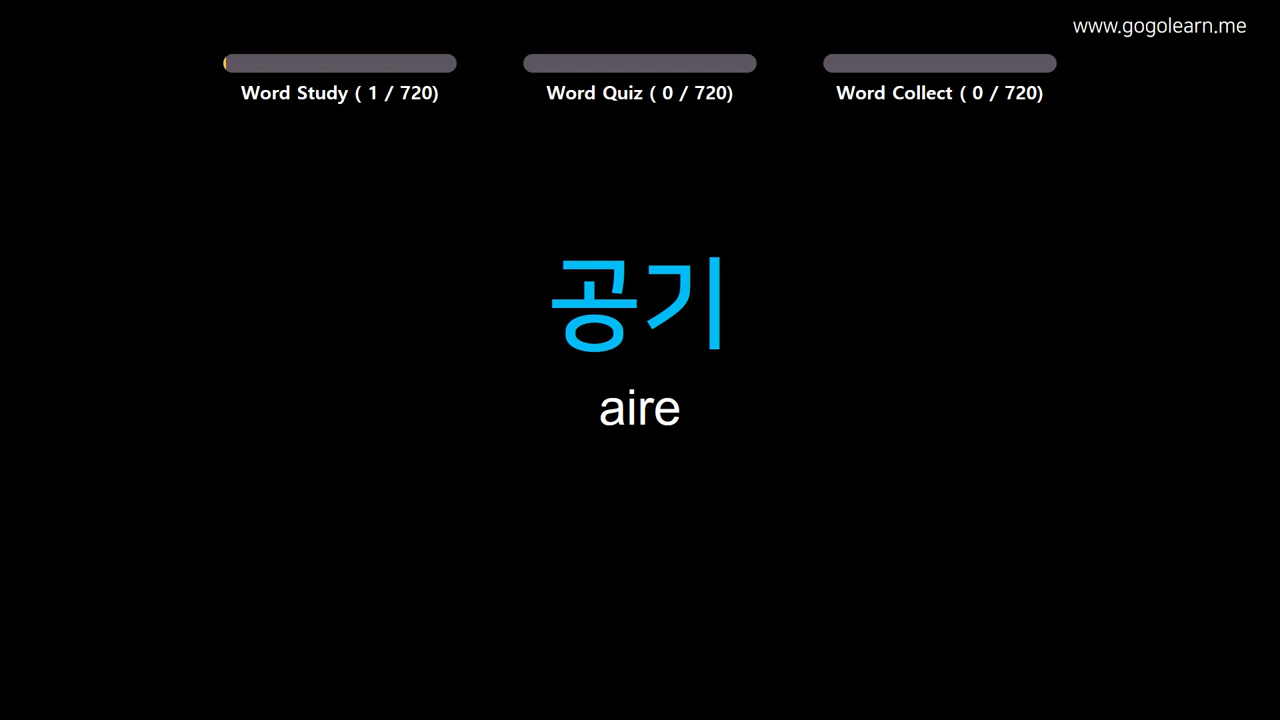 www.gogolearn.me
Word Study ( 1 / 720)
Word Quiz ( 0 / 720)
Word Collect ( 0 / 720)
공기
aire